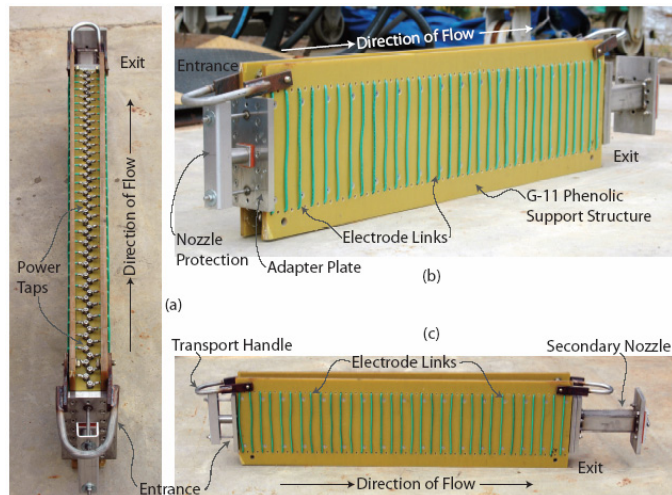 Exit
Direction of Flow
Power
Taps
Entrance
(a)
Direction of Flow
Entrance
Exit
G-11 Phenolic
Support Structure
Electrode Links
Nozzle
Protection
Adapter Plate
(b)
(c)
Transport Handle
Electrode Links
Secondary Nozzle
Exit
Direction of Flow